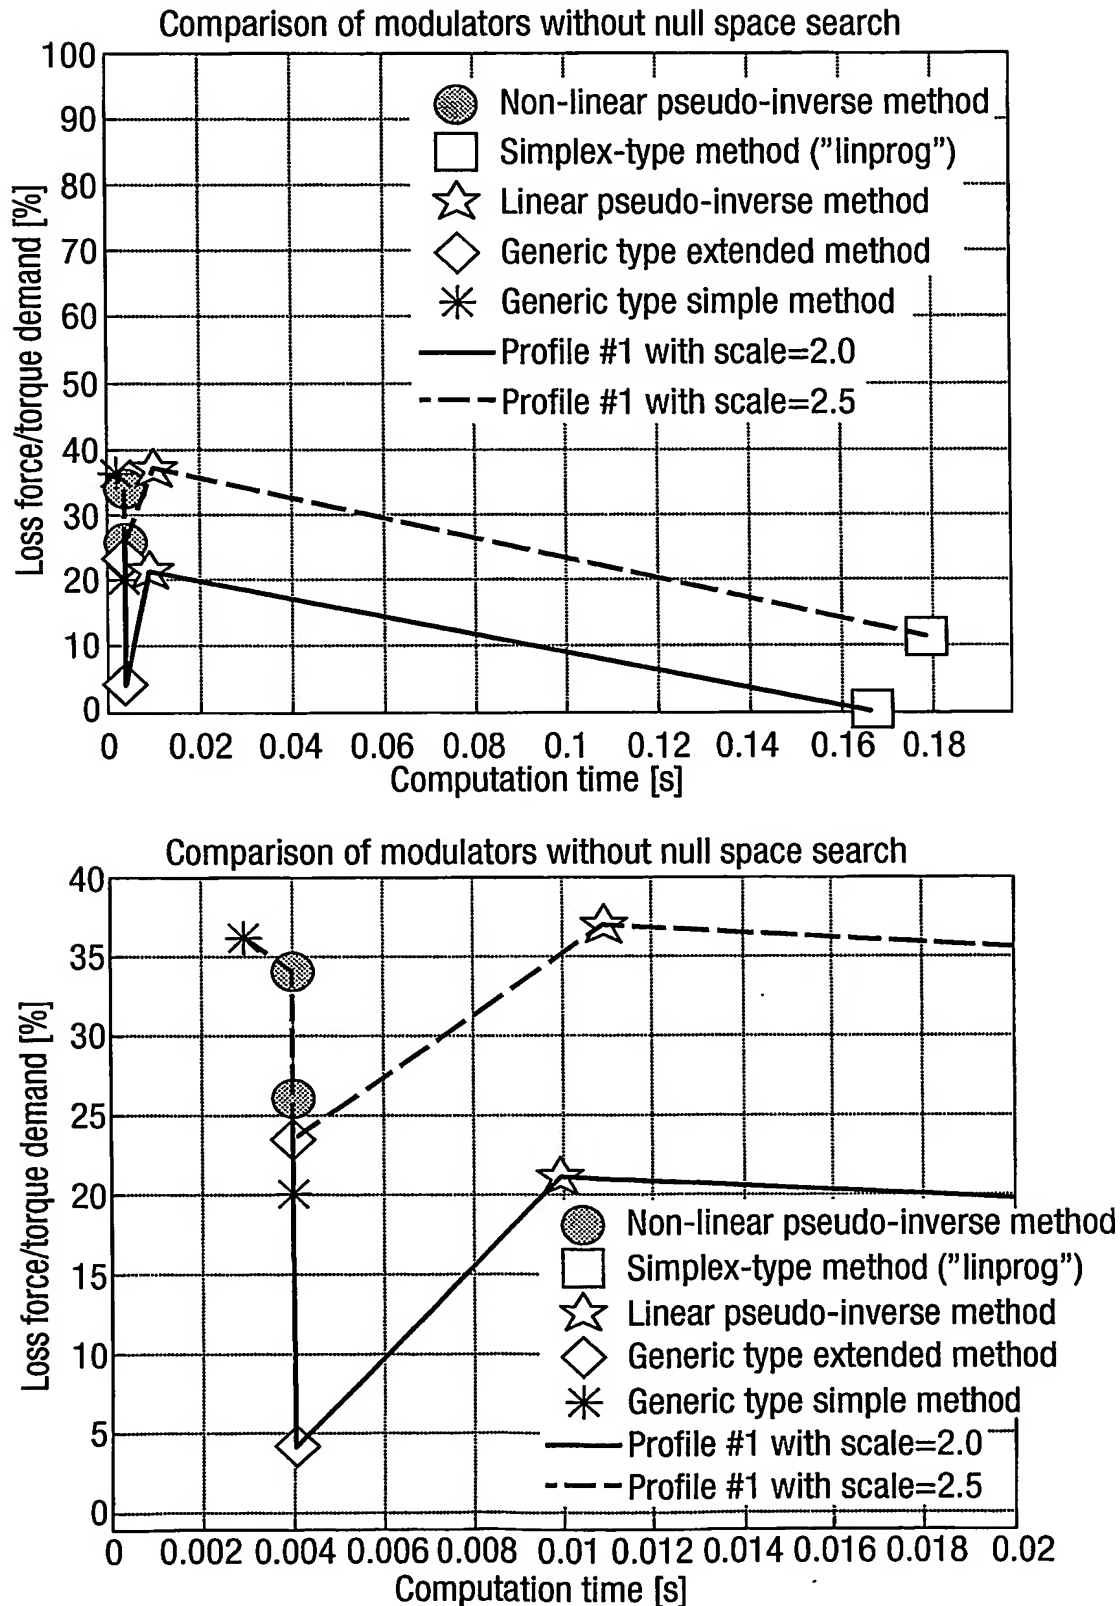 Comparison of modulators without null space search
Loss force/torque demand [%]
100
90
80
70
60
50
40
30
20
10
0
Non-linear pseudo-inverse method
Simplex-type method ("linprog")
Linear pseudo-inverse method
Generic type extended method
Generic type simple method
Profile #1 with scale=2.0
Profile #1 with scale=2.5
0 0.02 0.04 0.06 0.08 0.1 0.12 0.14 0.16 0.18
Computation time [s]
Comparison of modulators without null space search
Loss force/torque demand [%]
40
35
30
25
20
15
10
5
0
Non-linear pseudo-inverse method
Simplex-type method ("linprog")
Linear pseudo-inverse method
Generic type extended method
Generic type simple method
Profile #1 with scale=2.0
Profile #1 with scale=2.5
0 0.002 0.004 0.006 0.008 0.01 0.012 0.014 0.016 0.018 0.02
Computation time [s]